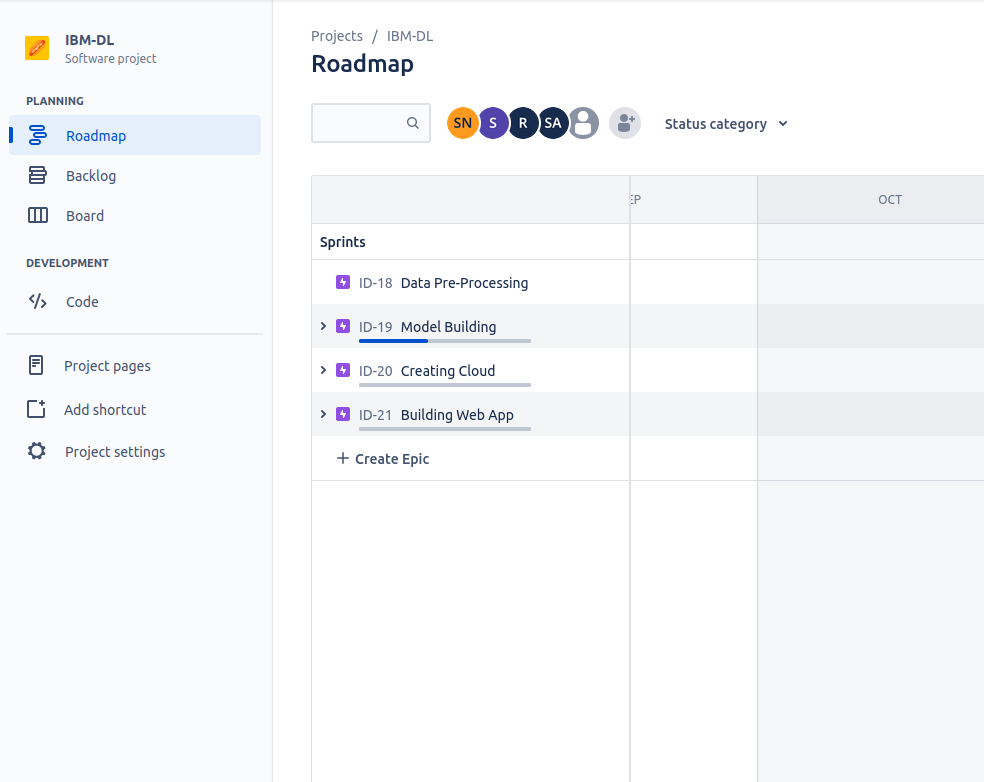 IBM-DL
Software project
PLANNING
Roadmap
Backlog
Board
DEVELOPMENT
Code
Project pages
Add shortcut
Project settings
Projects / IBM-DL
Roadmap
SN S R SA
Status category
EP OCT
Sprints
ID-18 Data Pre-Processing
ID-19 Model Building
ID-20 Creating Cloud
ID-21 Building Web App
+ Create Epic